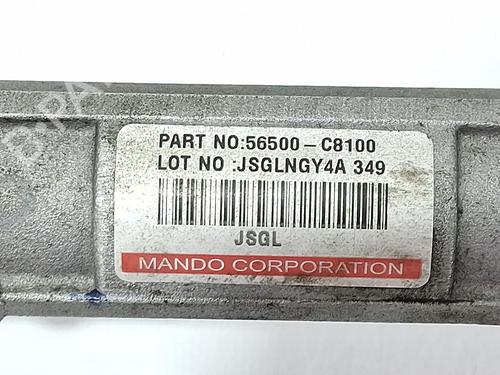 PART NO:56500-C8100
LOT NO :JSGLNGY4A 349
JSGL
MANDO CORPORATION